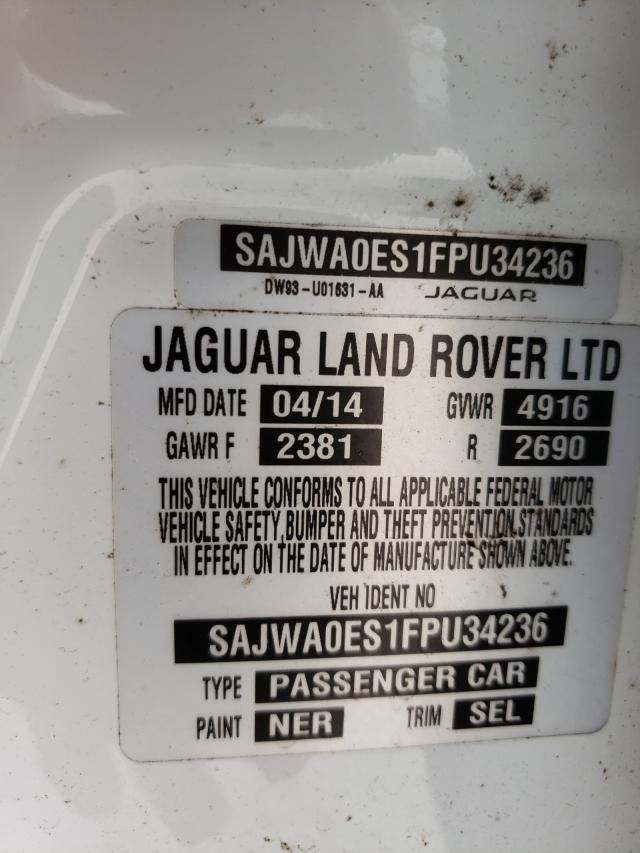 SAJWA0ES1FPU34236
DW93-U01631-AA JAGUAR
JAGUAR LAND ROVER LTD
MFD DATE 04/14 GVWR 4916
GAWR F 2381 R 2690
THIS VEHICLE CONFORMS TO ALL APPLICABLE FEDERAL MOTOR
VEHICLE SAFETY, BUMPER AND THEFT PREVENTION STANDARDS
IN EFFECT ON THE DATE OF MANUFACTURE SHOWN ABOVE.
VEH IDENT NO
SAJWA0ES1FPU34236
TYPE PASSENGER CAR
PAINT NER TRIM SEL